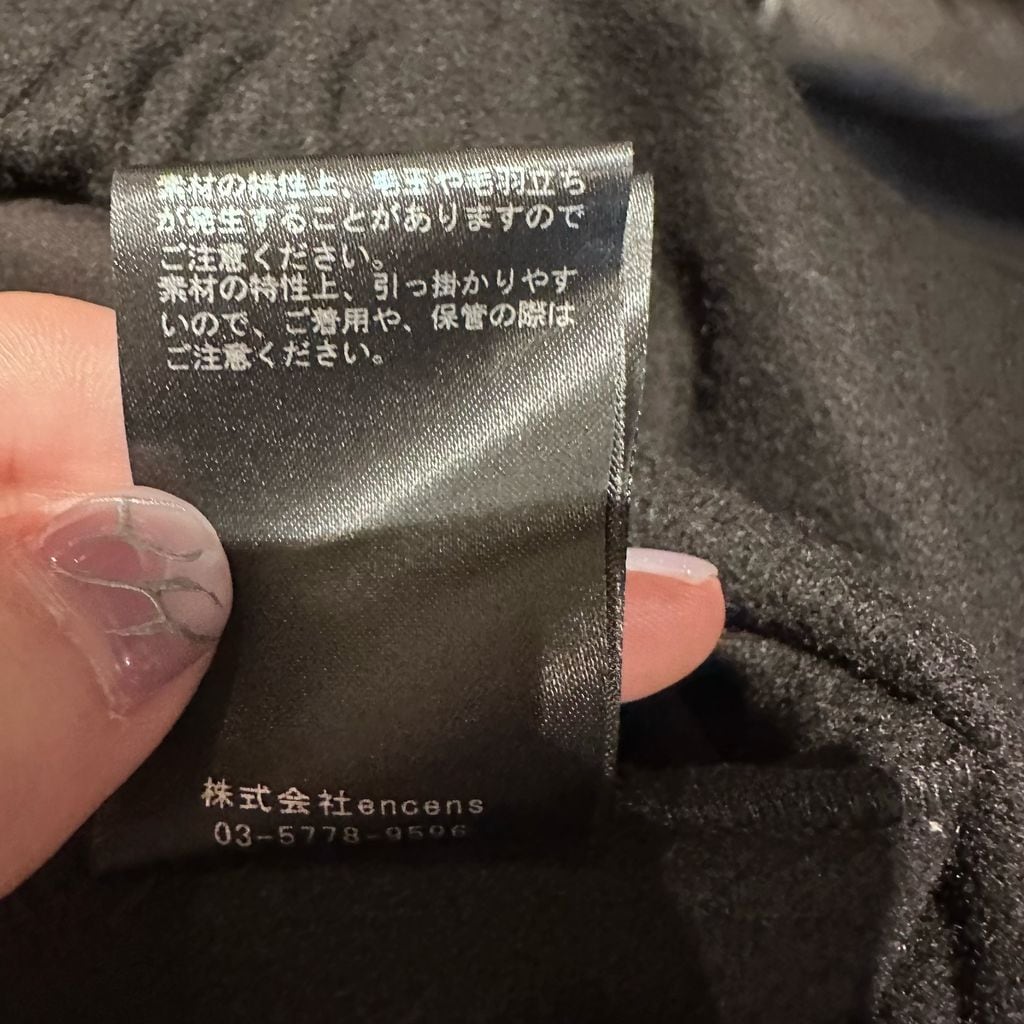 素材の特性上、毛玉や毛羽立ち
が発生することがありますので
ご注意ください。
素材の特性上、引っ掛かりやす
いので、ご着用や、保管の際は
ご注意ください。
株式会社encens
03-5778-9596